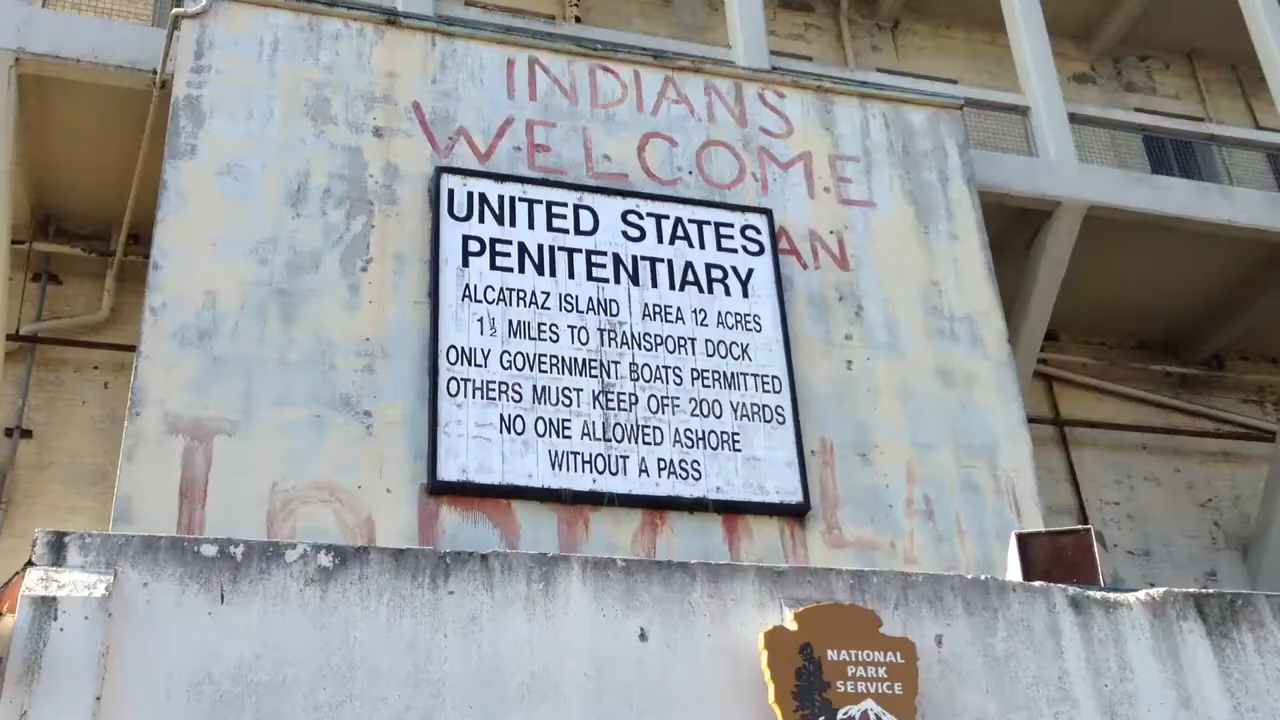 INDIANS
WELCOME
UNITED STATES
PENITENTIARY
AN
ALCATRAZ ISLAND AREA 12 ACRES
1½ MILES TO TRANSPORT DOCK
ONLY GOVERNMENT BOATS PERMITTED
OTHERS MUST KEEP OFF 200 YARDS
NO ONE ALLOWED ASHORE
WITHOUT A PASS
NATIONAL
PARK
SERVICE